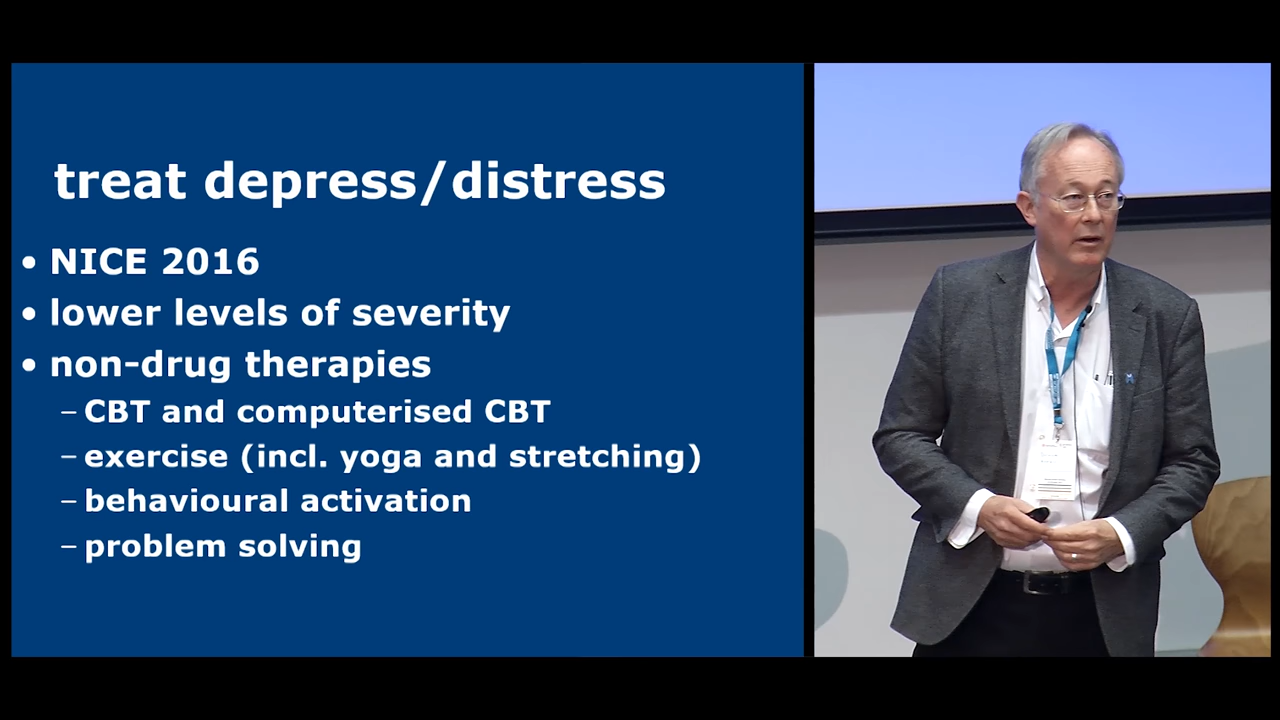 treat depress/distress
• NICE 2016
• lower levels of severity
• non-drug therapies
– CBT and computerised CBT
– exercise (incl. yoga and stretching)
– behavioural activation
– problem solving